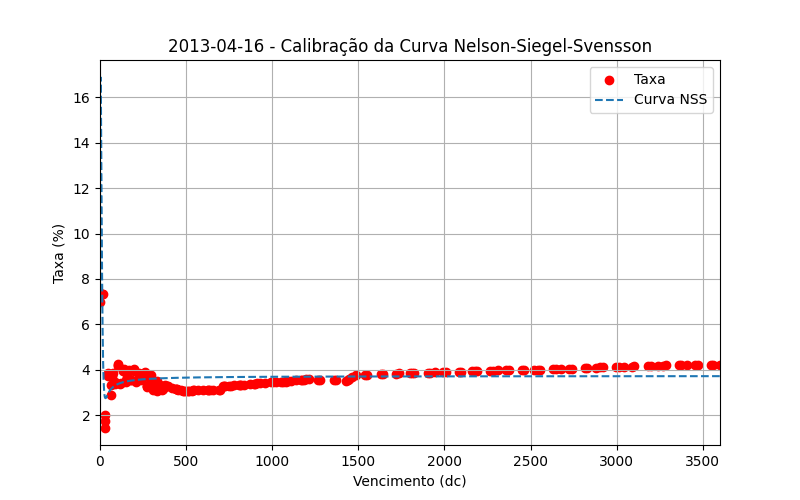 2013-04-16 - Calibração da Curva Nelson-Siegel-Svensson
Taxa
Curva NSS
Taxa (%)
16
14
12
10
8
6
4
2
0 500 1000 1500 2000 2500 3000 3500
Vencimento (dc)